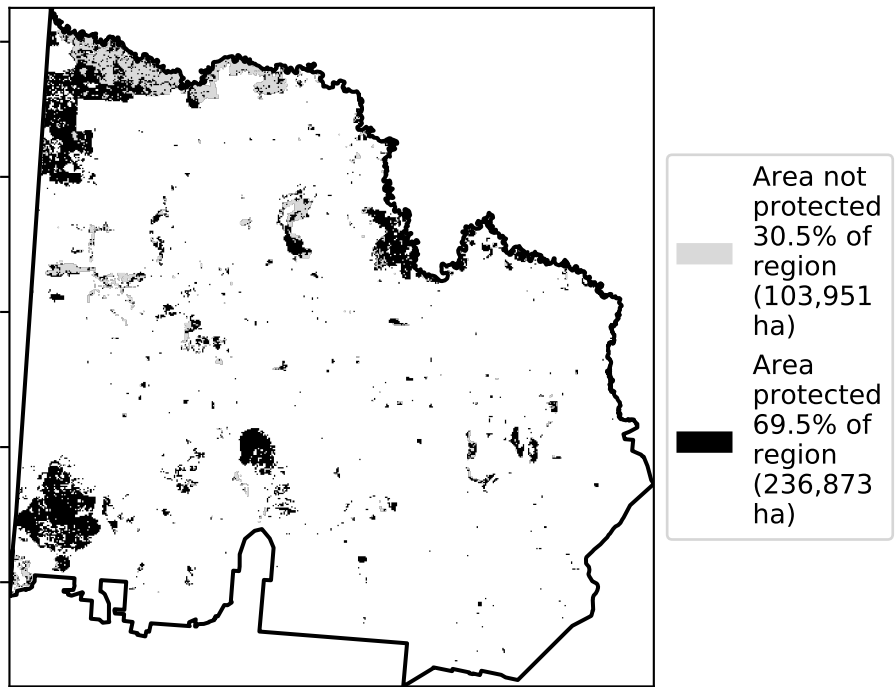 Area not
protected
30.5% of
region
(103,951
ha)
Area
protected
69.5% of
region
(236,873
ha)